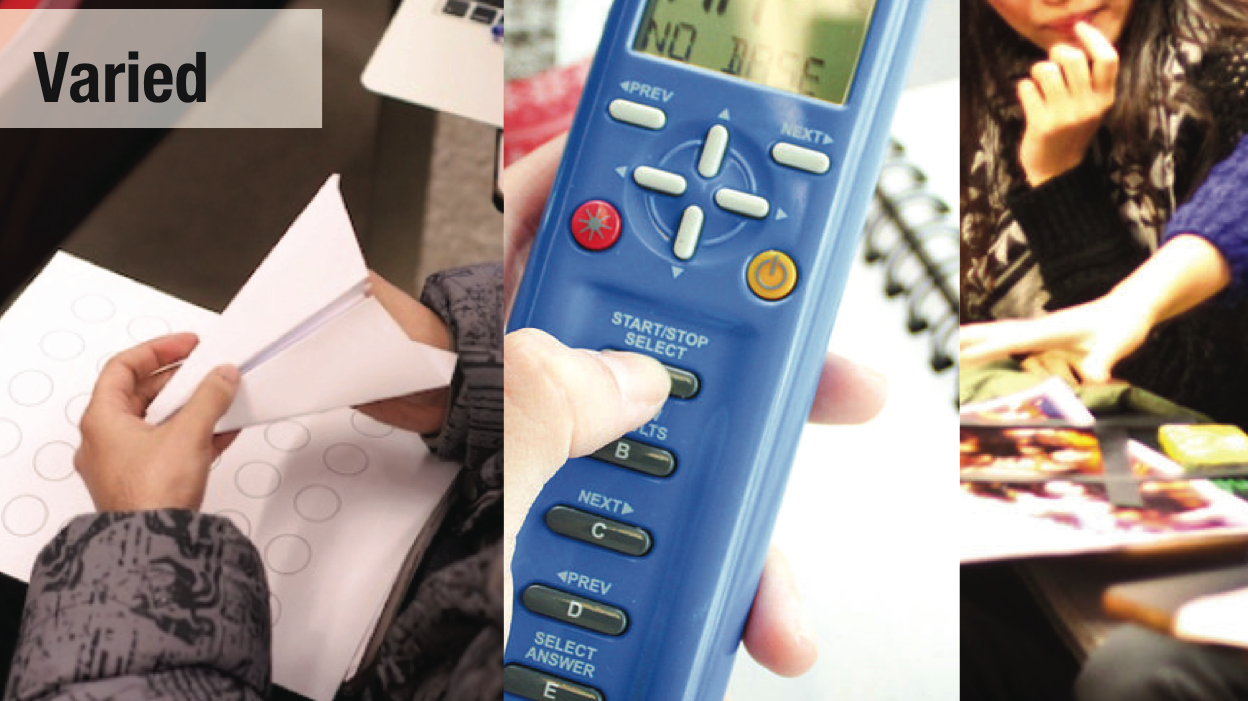 Varied
NO BASE
◀PREV
NEXT▶
START/STOP
SELECT
B
NEXT▶
C
◀PREV
D
SELECT
ANSWER
E